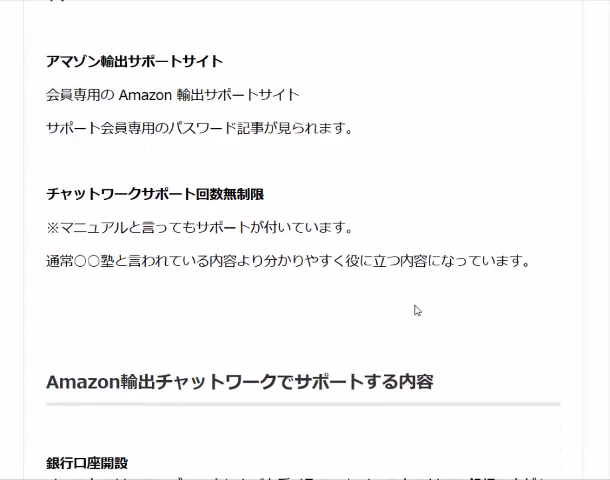 アマゾン輸出サポートサイト
会員専用の Amazon 輸出サポートサイト
サポート会員専用のパスワード記事が見られます。
チャットワークサポート回数無制限
※マニュアルと言ってもサポートが付いています。
通常○○塾と言われている内容より分かりやすく役に立つ内容になっています。
Amazon輸出チャットワークでサポートする内容
銀行口座開設